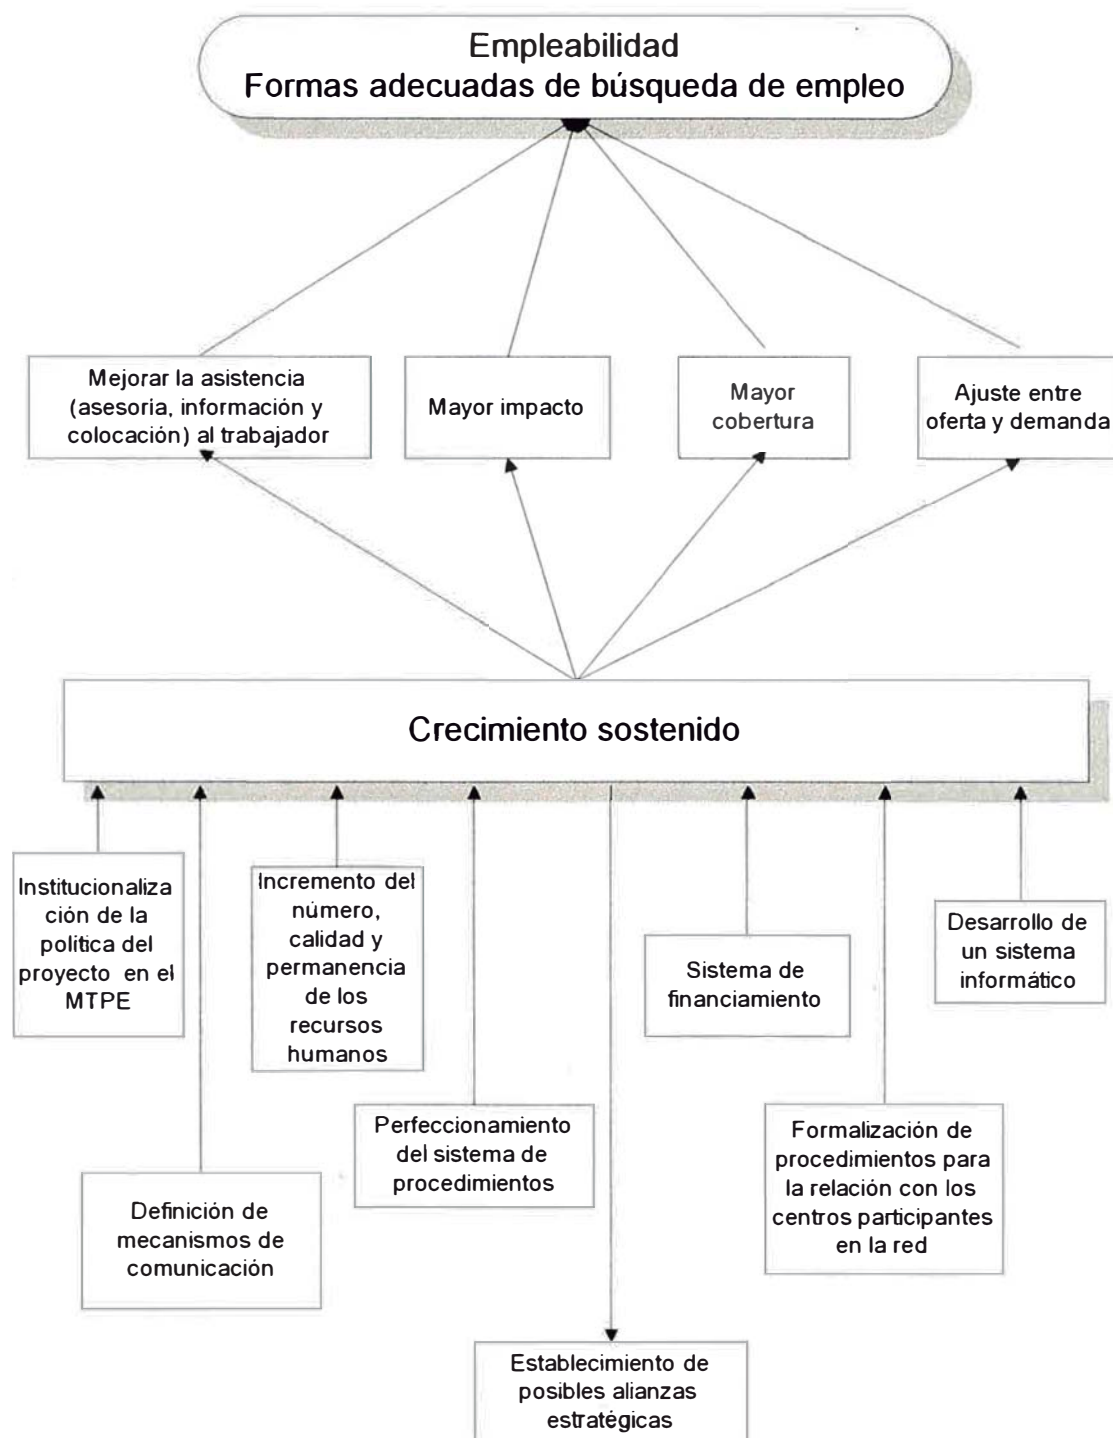 Empleabilidad
Formas adecuadas de búsqueda de empleo
Mejorar la asistencia
(asesoría, información y
colocación) al trabajador
Mayor impacto
Mayor
cobertura
Ajuste entre
oferta y demanda
Crecimiento sostenido
Institucionaliza
ción de la
política del
proyecto en el
MTPE
Incremento del
número,
calidad y
permanencia
de los
recursos
humanos
Sistema de
financiamiento
Desarrollo de
un sistema
informático
Definición de
mecanismos de
comunicación
Perfeccionamiento
del sistema de
procedimientos
Formalización de
procedimientos para
la relación con los
centros participantes
en la red
Establecimiento de
posibles alianzas
estratégicas